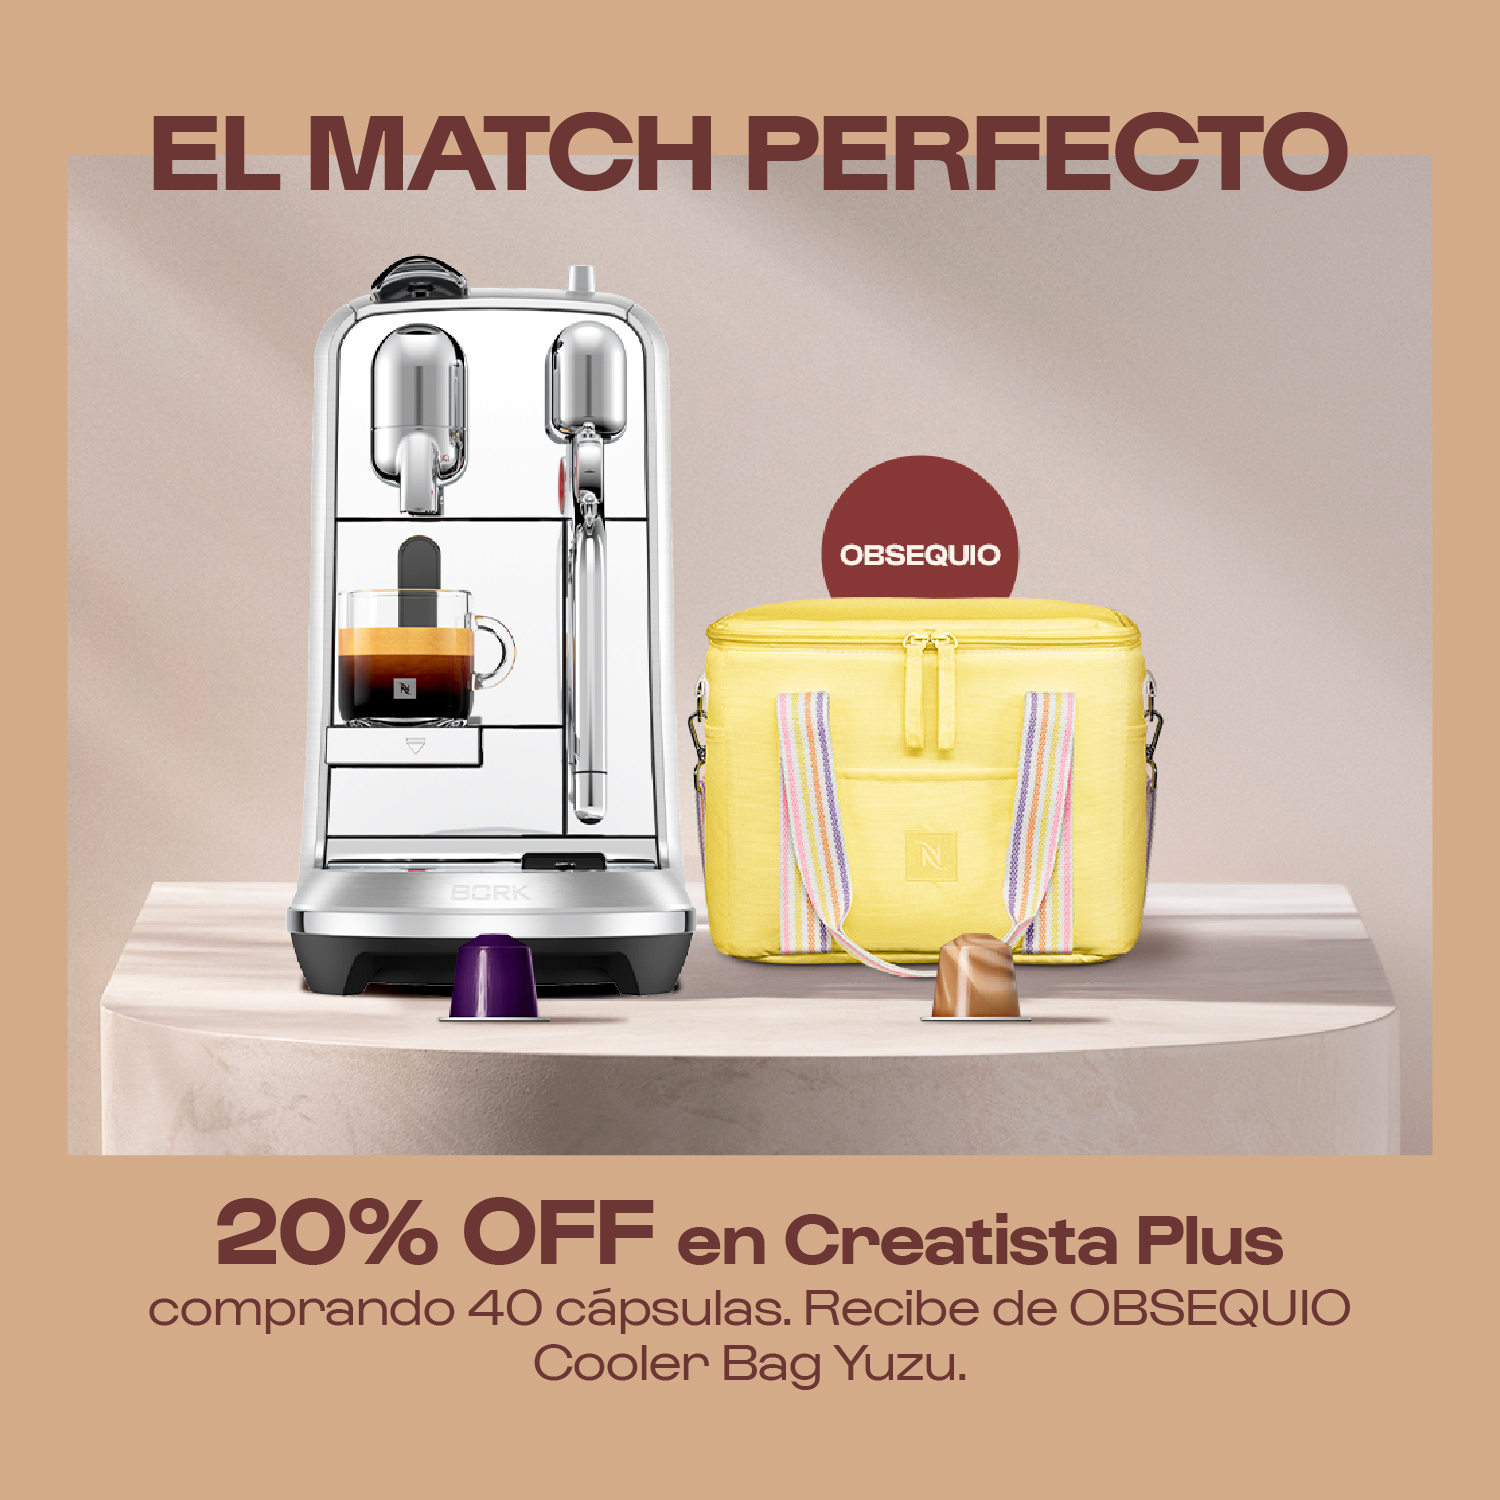 EL MATCH PERFECTO
OBSEQUIO
N
N
BORK
20% OFF en Creatista Plus
comprando 40 cápsulas. Recibe de OBSEQUIO
Cooler Bag Yuzu.